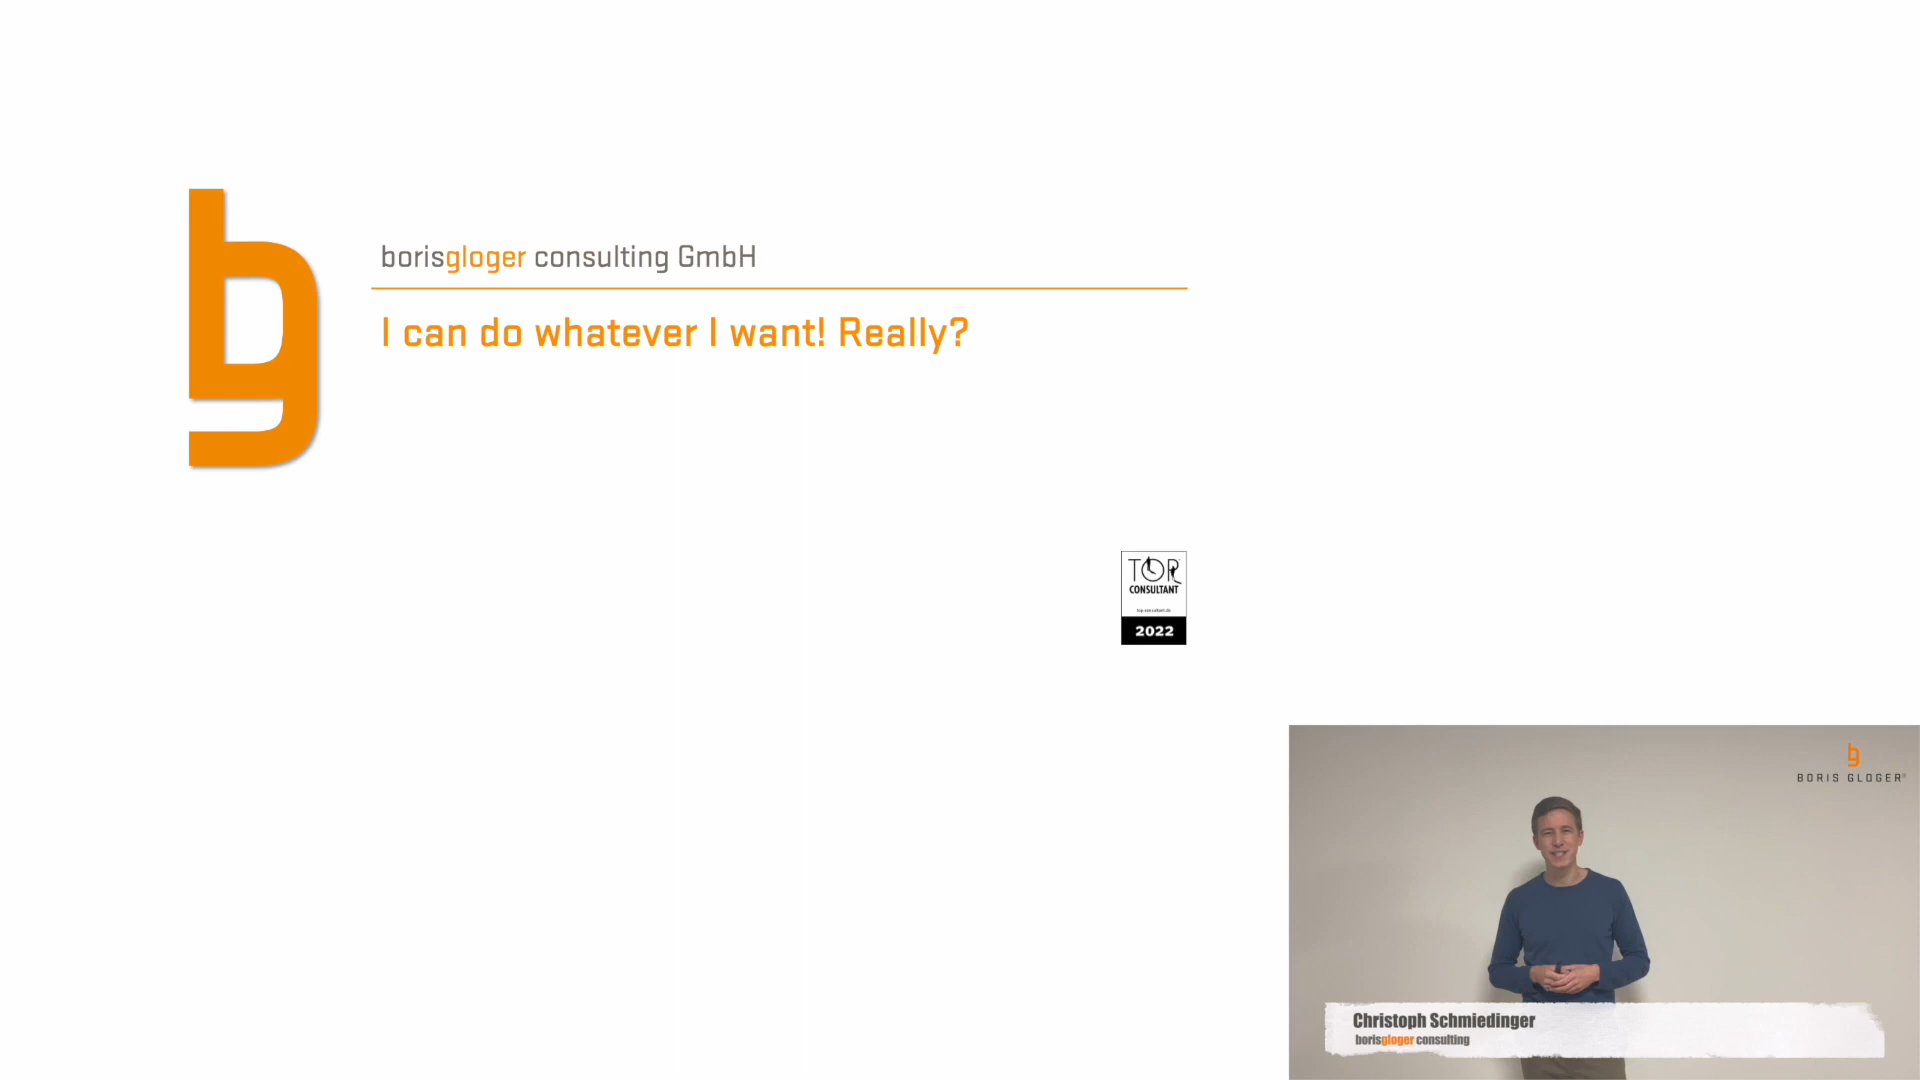 borisgloger consulting GmbH
I can do whatever I want! Really?
TOP
CONSULTANT
2022
BORIS GLOGER®
Christoph Schmiedinger
borisgloger consulting